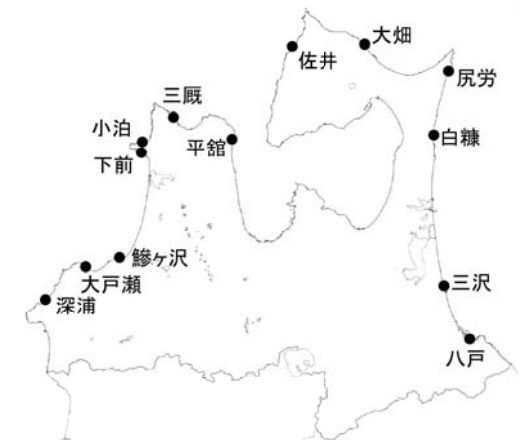 大畑
佐井
尻労
三厩
小泊
平舘
白糠
下前
鰺ヶ沢
大戸瀬
三沢
深浦
八戸